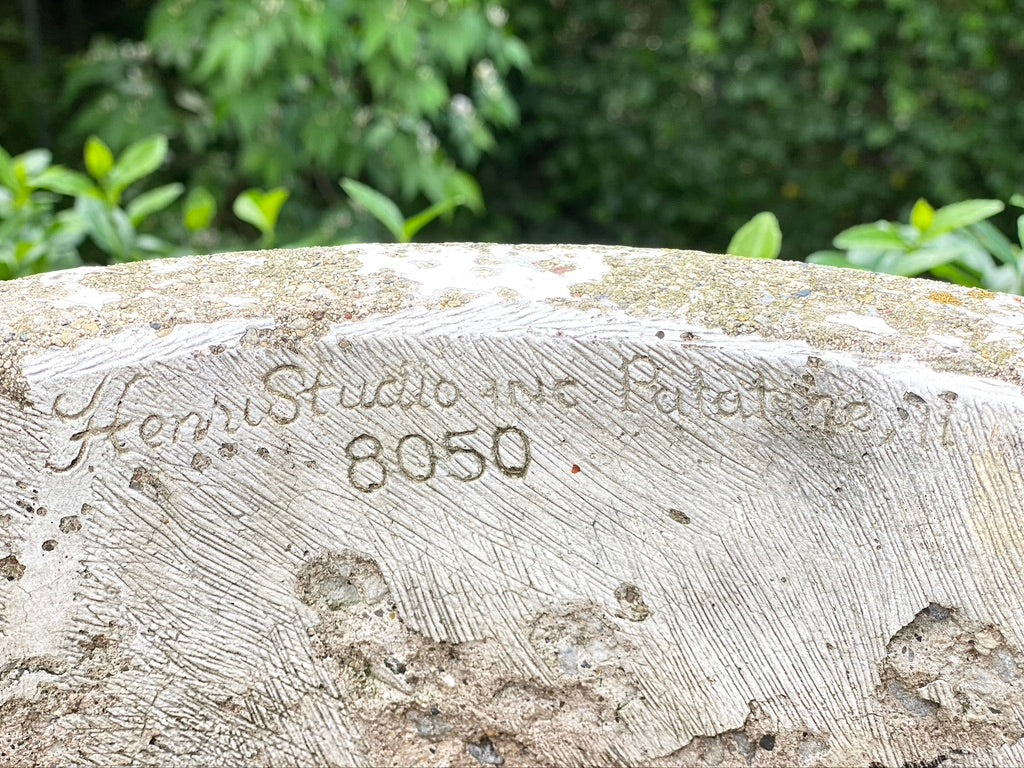 Henri Studio INC Palatine, Il
8050